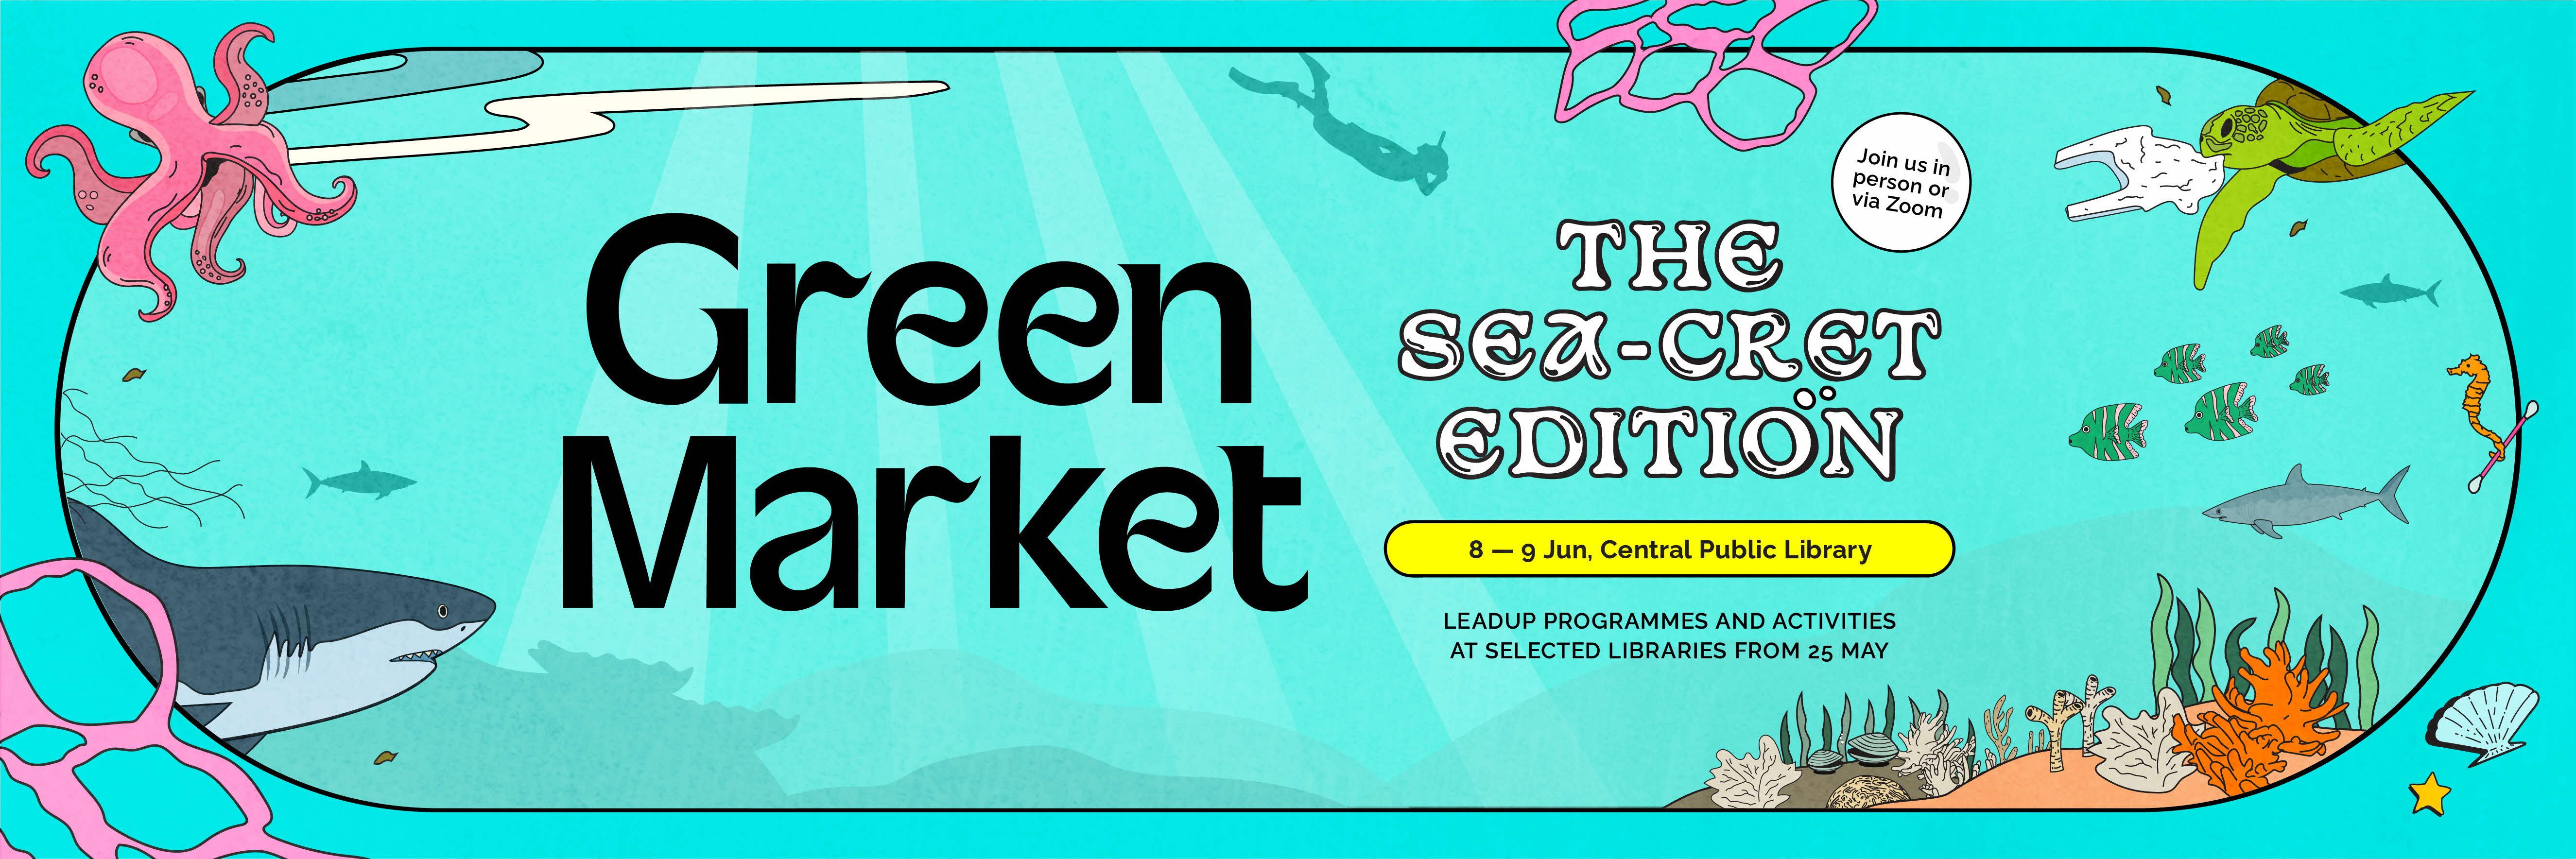 Green
Market
THE
SEA-CRET
EDITION
Join us in
person or
via Zoom
8 — 9 Jun, Central Public Library
LEADUP PROGRAMMES AND ACTIVITIES
AT SELECTED LIBRARIES FROM 25 MAY